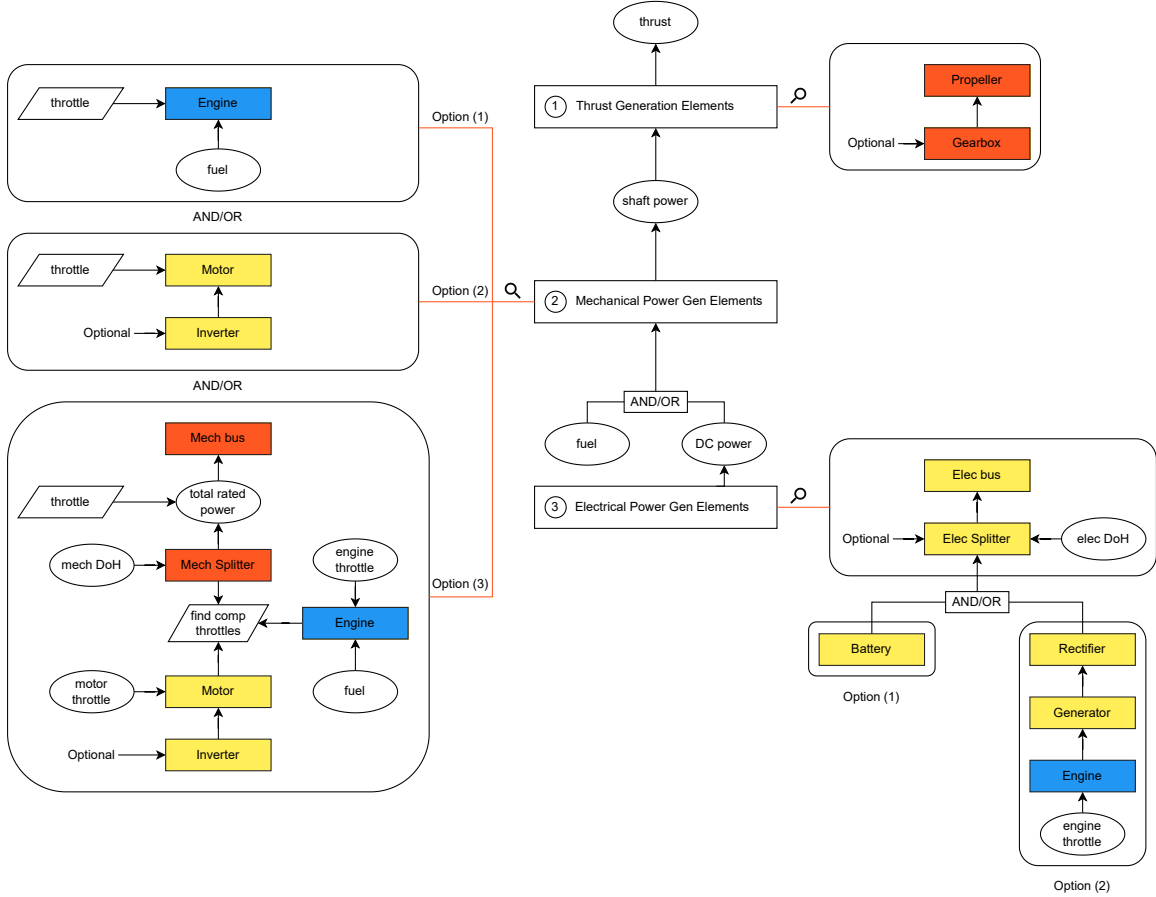 thrust
throttle
Engine
fuel
Option (1)
AND/OR
throttle
Motor
Optional
Inverter
Option (2)
AND/OR
Mech bus
throttle
total rated
power
mech DoH
Mech Splitter
engine
throttle
find comp
throttles
Engine
motor
throttle
Motor
fuel
Optional
Inverter
Option (3)
1
Thrust Generation Elements
Propeller
Optional
Gearbox
shaft power
2
Mechanical Power Gen Elements
AND/OR
fuel
DC power
3
Electrical Power Gen Elements
Elec bus
Optional
Elec Splitter
elec DoH
AND/OR
Battery
Option (1)
Rectifier
Generator
Engine
engine
throttle
Option (2)